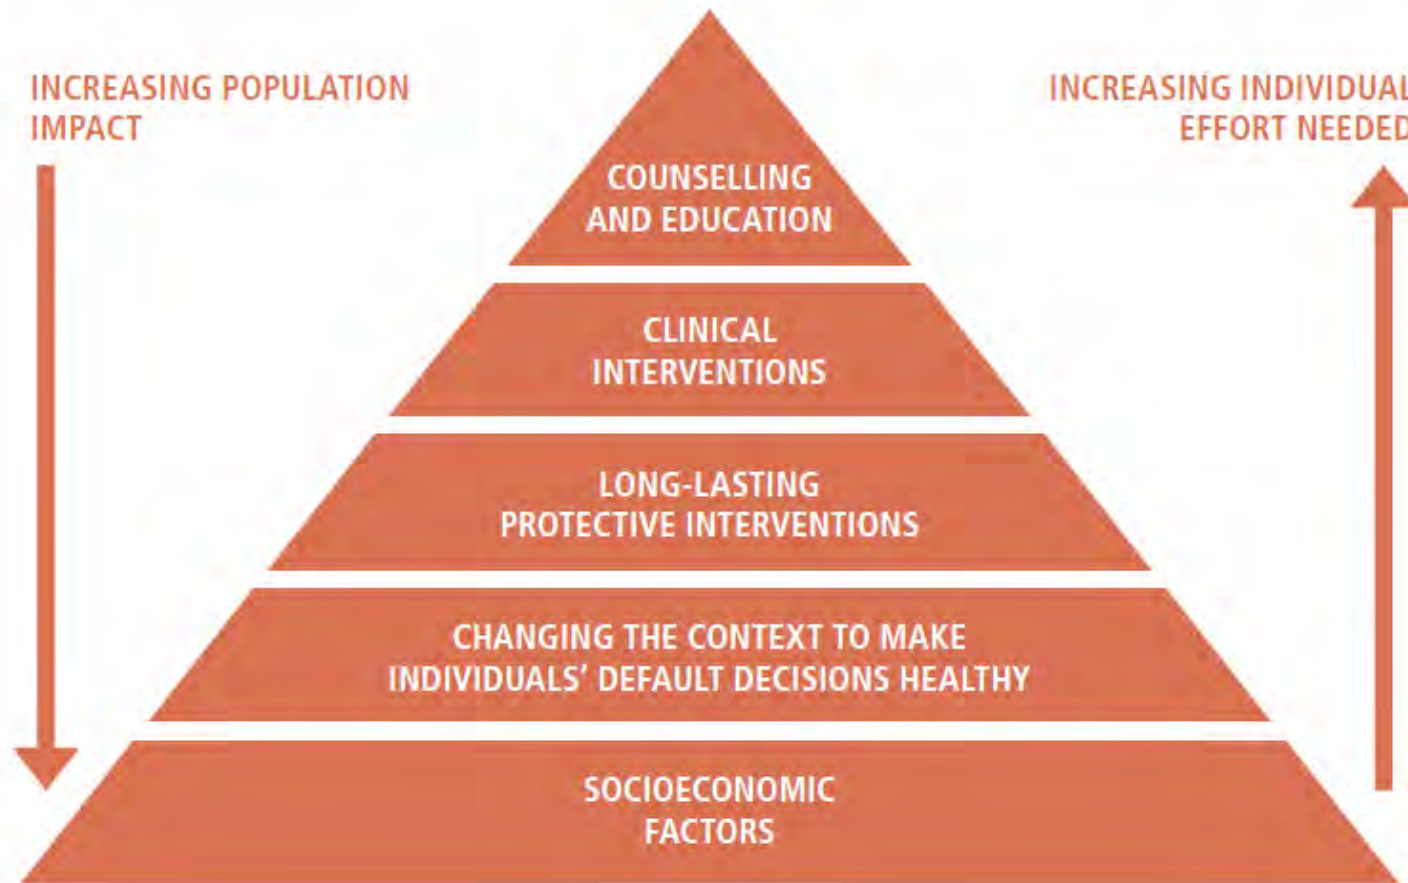 INCREASING POPULATION
IMPACT
INCREASING INDIVIDUAL
EFFORT NEEDED
COUNSELLING
AND EDUCATION
CLINICAL
INTERVENTIONS
LONG-LASTING
PROTECTIVE INTERVENTIONS
CHANGING THE CONTEXT TO MAKE
INDIVIDUALS’ DEFAULT DECISIONS HEALTHY
SOCIOECONOMIC
FACTORS